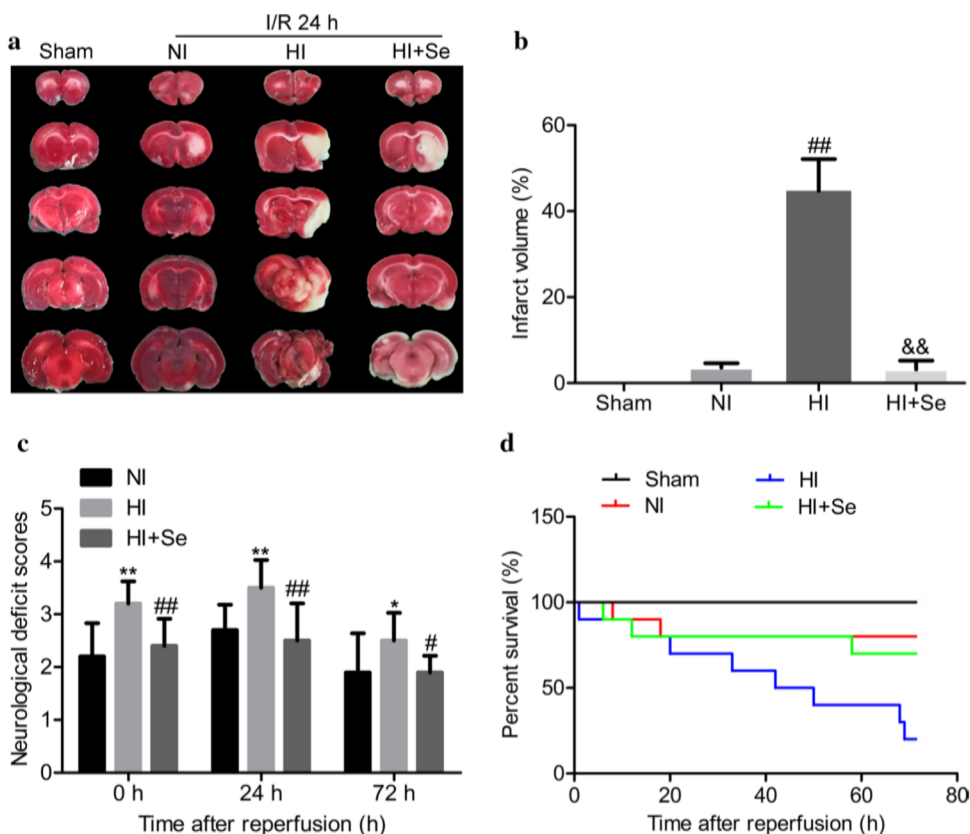 a
I/R 24 h
Sham NI HI HI+Se
b
Infarct volume (%)
60
40
20
0
##
&&
Sham NI HI HI+Se
c
NI
HI
HI+Se
Neurological deficit scores
5
4
3
2
1
0
** ## ** ## * #
0 h 24 h 72 h
Time after reperfusion (h)
d
Sham HI
NI HI+Se
Percent survival (%)
150
100
50
0
0 20 40 60 80
Time after reperfusion (h)